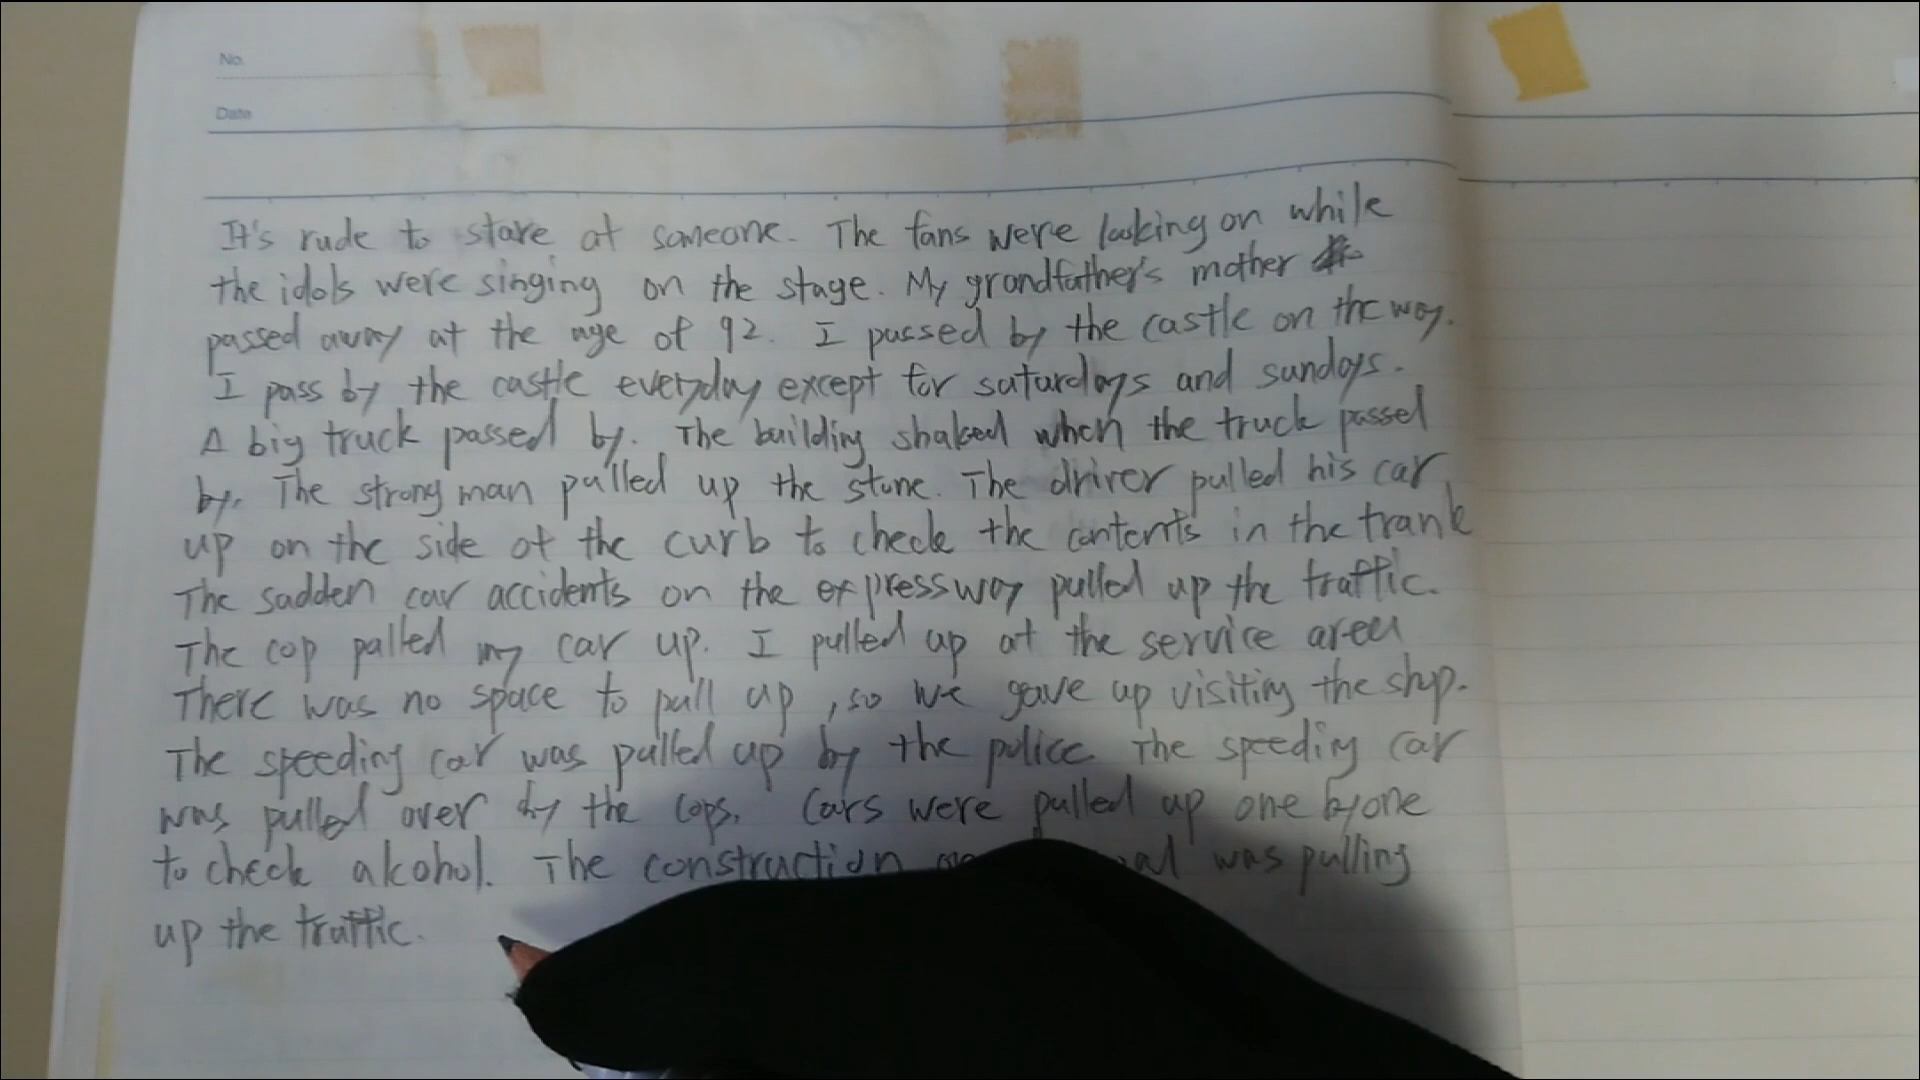 No.
Date
It's rude to stare at someone. The fans were looking on while
the idols were singing on the stage. My grandfather's mother
passed away at the age of 92. I passed by the castle on the way.
I pass by the castle everyday except for saturdays and sundays.
A big truck passed by. The building shaked when the truck passed
by. The strong man pulled up the stone. The driver pulled his car
up on the side of the curb to check the contents in the trank
The sadden car accidents on the expressway pulled up the traffic.
The cop palled my car up. I pulled up at the service area
There was no space to pull up, so we gave up visiting the shop.
The speeding car was pulled up by the police The speeding car
was pulled over by the cops. Cars were pulled up one by one
to check alcohol. The construction was pulling
up the traffic.